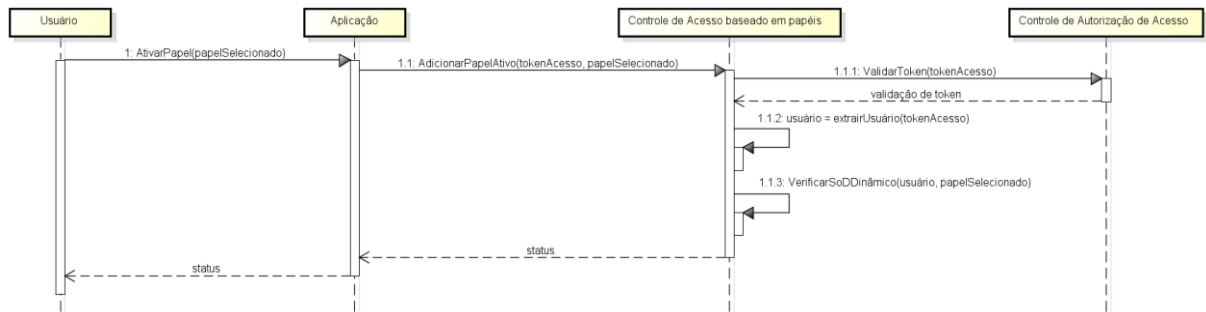 Usuário
Aplicação
Controle de Acesso baseado em papéis
Controle de Autorização de Acesso
1: AtivarPapel(papelSelecionado)
1.1: AdicionarPapelAtivo(tokenAcesso, papelSelecionado)
1.1.1: ValidarToken(tokenAcesso)
validação de token
1.1.2: usuário = extrairUsuário(tokenAcesso)
1.1.3: VerificarSoDDinâmico(usuário, papelSelecionado)
status
status